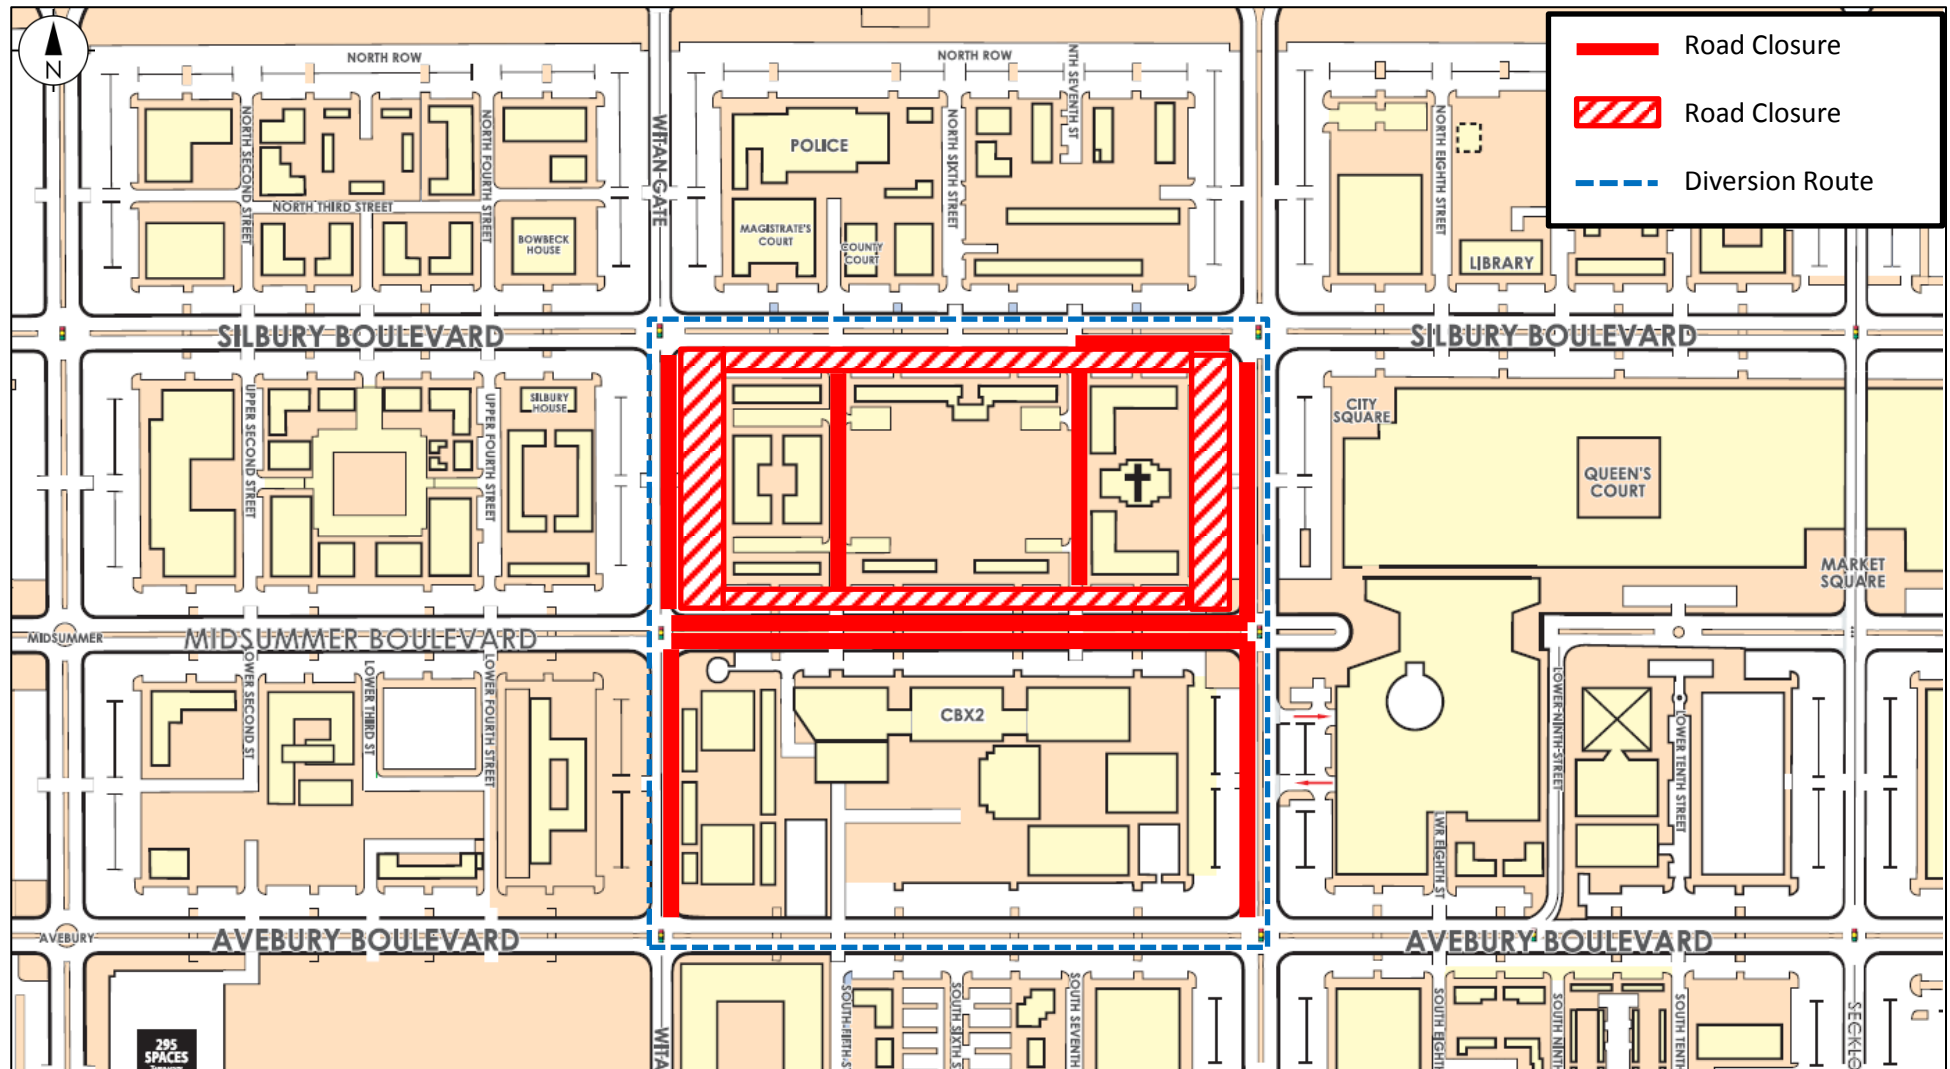 N
NORTH ROW
NORTH ROW
Road Closure
Road Closure
Diversion Route
NORTH SECOND STREET
NORTH FOURTH STREET
NORTH THIRD STREET
BOWBECK
HOUSE
WITAN GATE
POLICE
MAGISTRATE'S
COURT
COUNTY
COURT
NORTH SIXTH STREET
NTH SEVENTH ST
NORTH EIGHTH STREET
LIBRARY
SILBURY BOULEVARD
SILBURY BOULEVARD
UPPER SECOND STREET
UPPER FOURTH STREET
SILBURY
HOUSE
CITY
SQUARE
QUEEN'S
COURT
MARKET
SQUARE
MIDSUMMER
MIDSUMMER BOULEVARD
LOWER SECOND ST
LOWER THIRD ST
LOWER FOURTH STREET
CBX2
LOWER NINTH STREET
LOWER TENTH STREET
LWR EIGHTH ST
AVEBURY
AVEBURY BOULEVARD
AVEBURY BOULEVARD
295
SPACES
WITA
SOUTH FIFTH S
SOUTH SIXTH S
SOUTH SEVENTH
SOUTH EIGHT
SOUTH NINTH
SOUTH TENTH
SECKLO